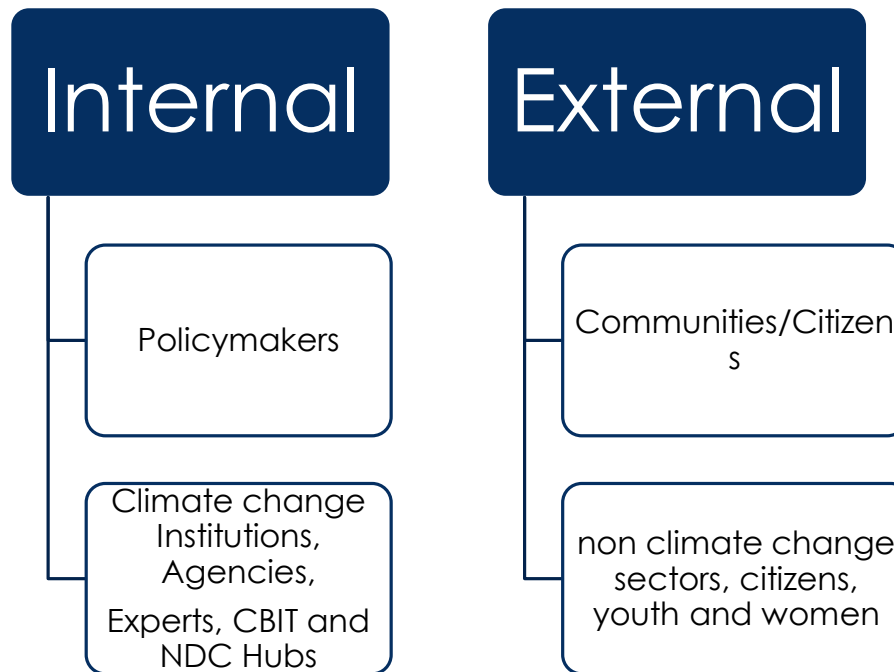 Internal
Policymakers
Climate change
Institutions,
Agencies,
Experts, CBIT and
NDC Hubs
External
Communities/Citizen
s
non climate change
sectors, citizens,
youth and women